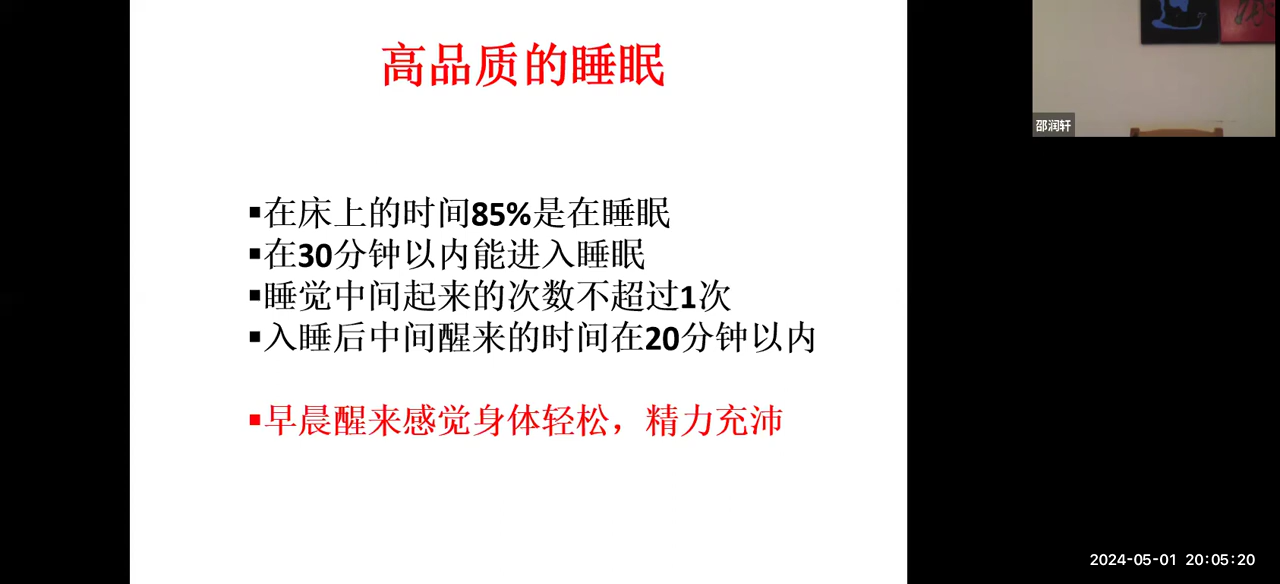 高品质的睡眠
邵润轩
▪在床上的时间85%是在睡眠
▪在30分钟以内能进入睡眠
▪睡觉中间起来的次数不超过1次
▪入睡后中间醒来的时间在20分钟以内
▪早晨醒来感觉身体轻松，精力充沛
2024-05-01 20:05:20